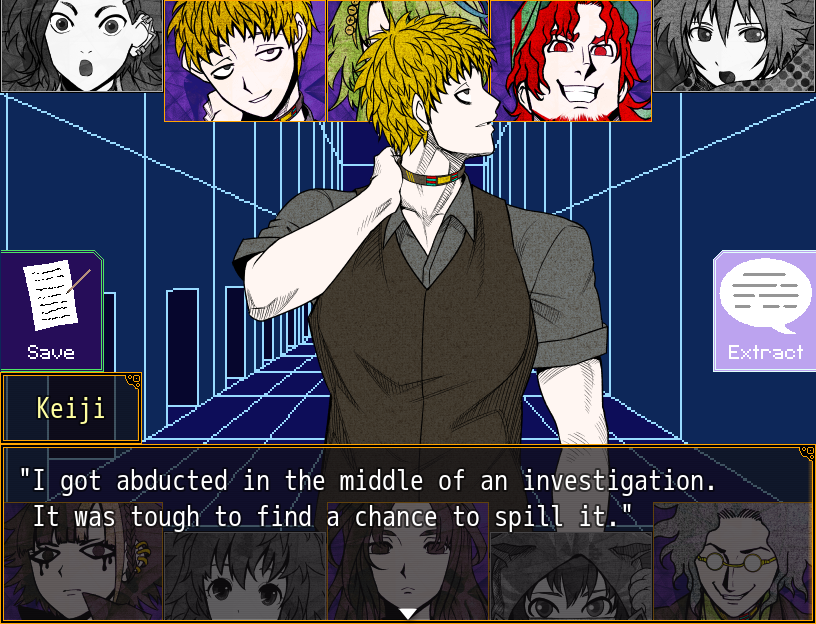 Save
Extract
Keiji
"I got abducted in the middle of an investigation.
It was tough to find a chance to spill it."